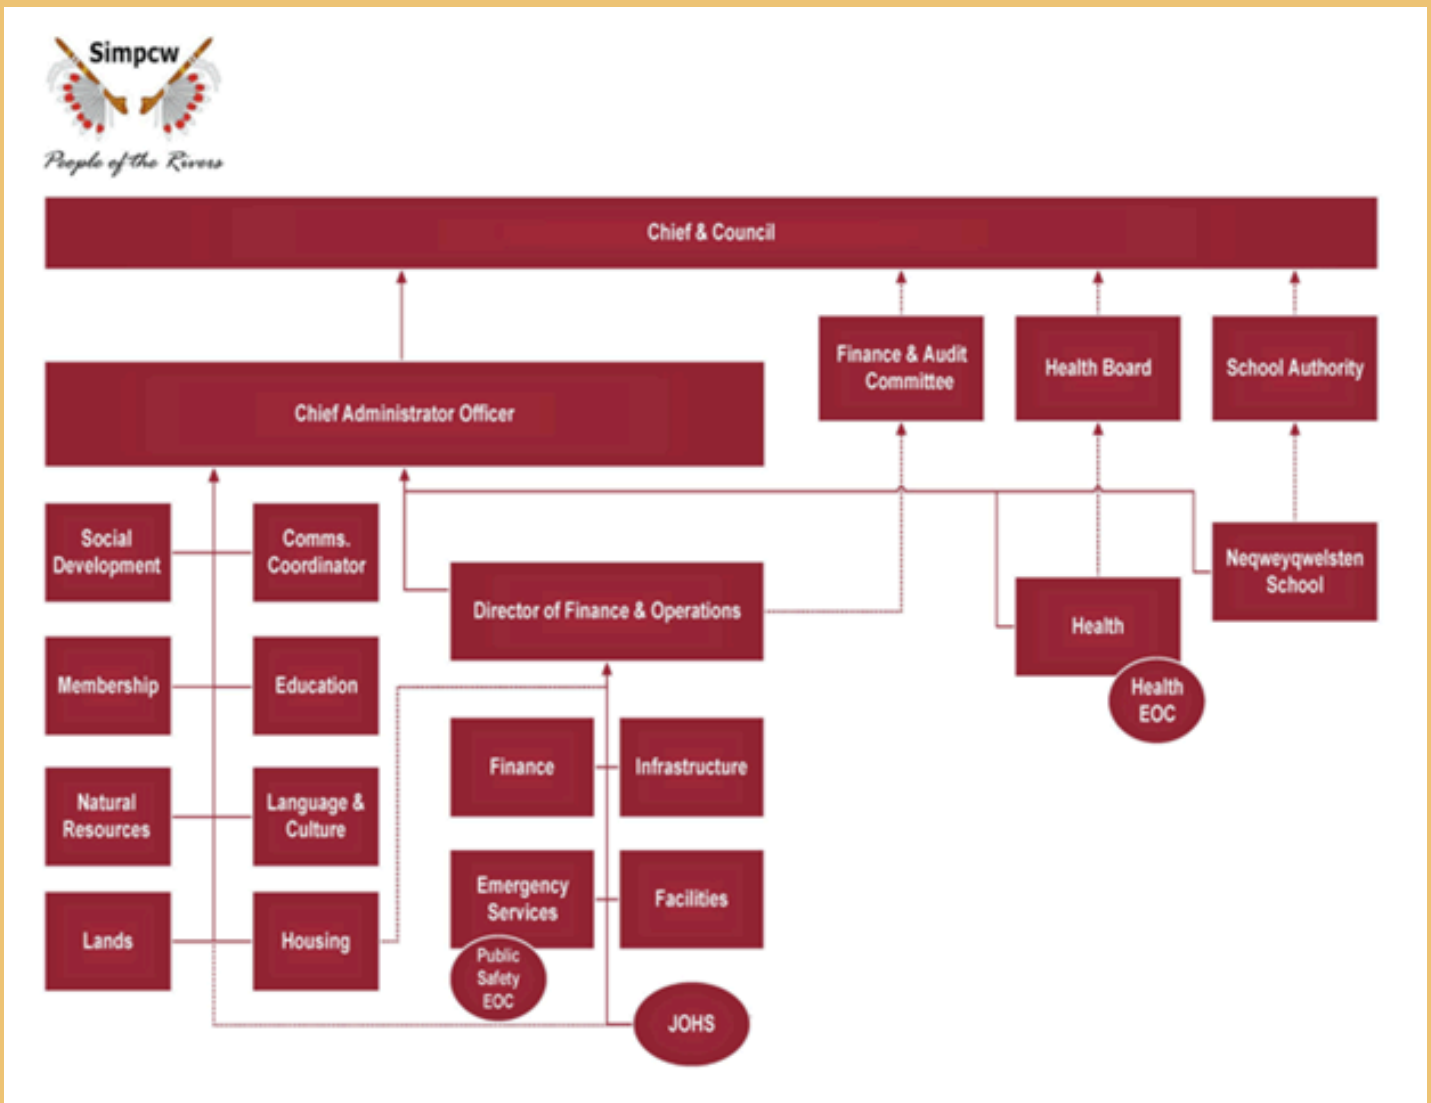 Simpcw
People of the Rivers
Chief & Council
Finance & Audit
Committee
Health Board
School Authority
Chief Administrator Officer
Social
Development
Comms.
Coordinator
Director of Finance & Operations
Neqweyqwelsten
School
Health
Health
EOC
Membership
Education
Finance
Infrastructure
Natural
Resources
Language &
Culture
Emergency
Services
Facilities
Lands
Housing
Public
Safety
EOC
JOHS